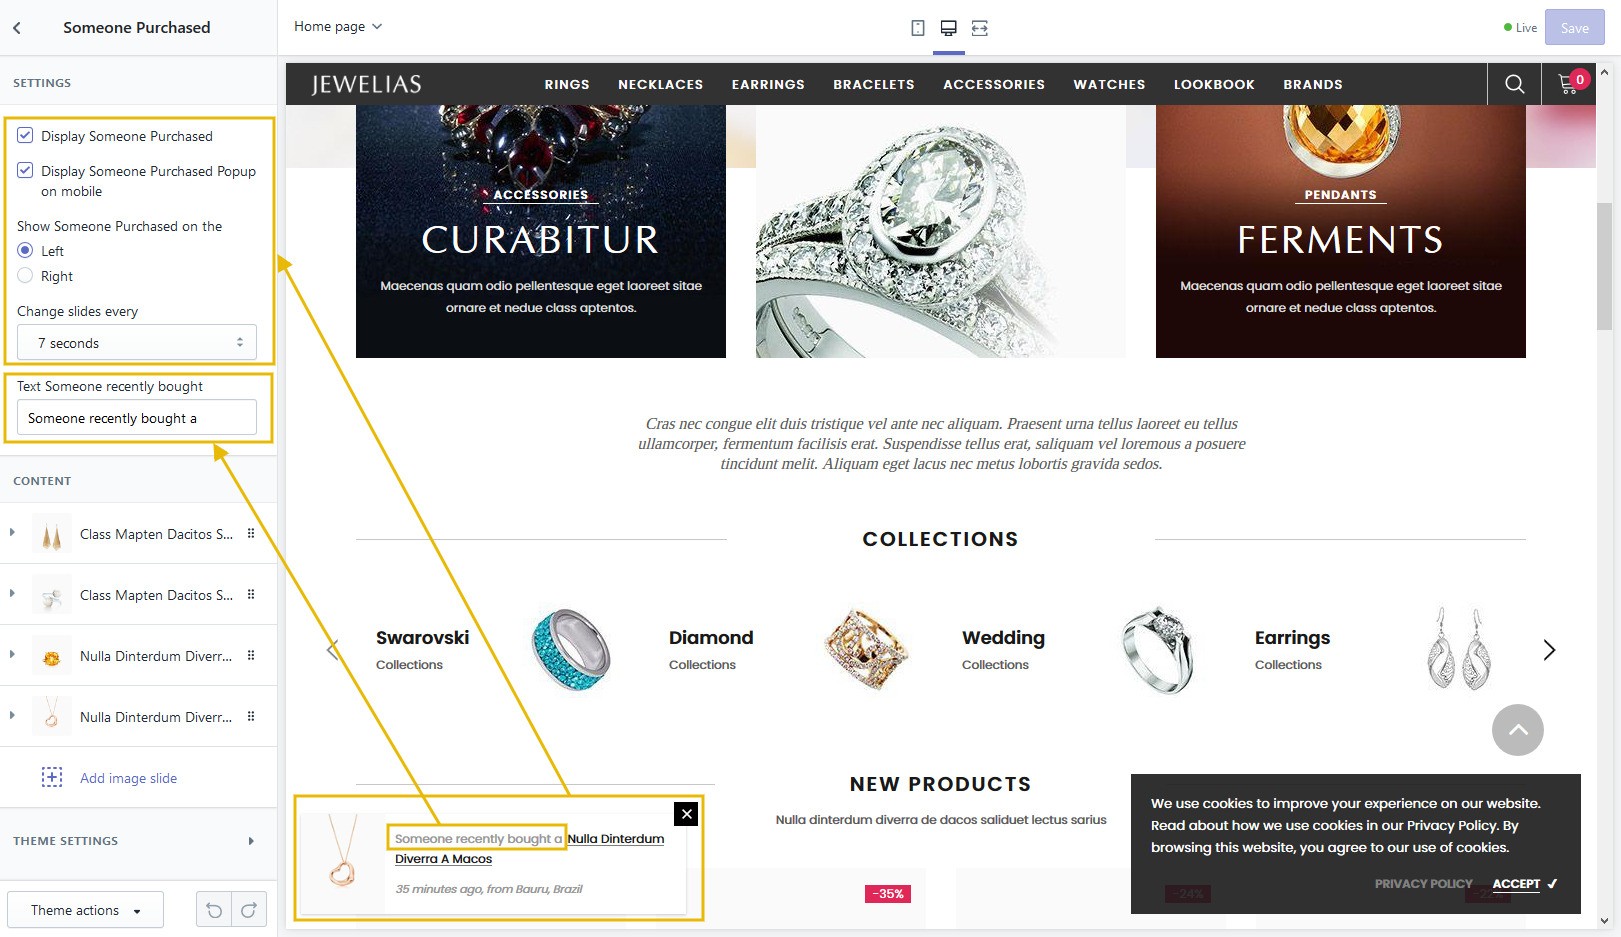 Someone Purchased
Home page
Live
Save
SETTINGS
Display Someone Purchased
Display Someone Purchased Popup
on mobile
Show Someone Purchased on the
Left
Right
Change slides every
7 seconds
Text Someone recently bought
Someone recently bought a
CONTENT
Class Mapten Dacitos S...
Class Mapten Dacitos S...
Nulla Dinterdum Diverr...
Nulla Dinterdum Diverr...
Add image slide
THEME SETTINGS
Theme actions
JEWELIAS
RINGS NECKLACES EARRINGS BRACELETS ACCESSORIES WATCHES LOOKBOOK BRANDS
0
ACCESSORIES
CURABITUR
Maecenas quam odio pellentesque eget laoreet sitae
ornare et nedue class aptentos.
PENDANTS
FERMENTS
Maecenas quam odio pellentesque eget laoreet sitae
ornare et nedue class aptentos.
Cras nec congue elit duis tristique vel ante nec aliquam. Praesent urna tellus laoreet eu tellus
ullamcorper, fermentum facilisis erat. Suspendisse tellus erat, saliquam vel loremous a posuere
tincidunt melit. Aliquam eget lacus nec metus lobortis gravida sedos.
COLLECTIONS
Swarovski
Collections
Diamond
Collections
Wedding
Collections
Earrings
Collections
NEW PRODUCTS
Nulla dinterdum diverra de dacos saliduet lectus sarius
Someone recently bought a Nulla Dinterdum
Diverra A Macos
35 minutes ago, from Bauru, Brazil
-35%
-24%
We use cookies to improve your experience on our website.
Read about how we use cookies in our Privacy Policy. By
browsing this website, you agree to our use of cookies.
PRIVACY POLICY
ACCEPT